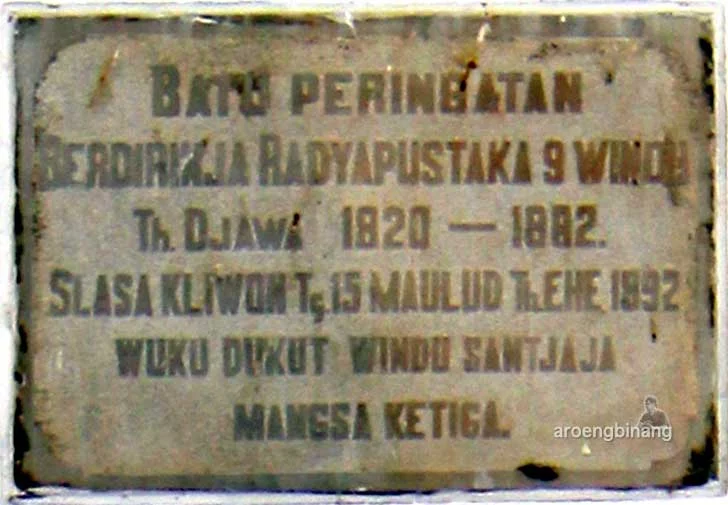 BATU PERINGATAN
BERDIRINJA RADYAPUSTAKA 9 WINDU
TH. DJAWA 1820 — 1882.
SLASA KLIWON TG. 15 MAULUD TH. EHE 1892
WUKU DUKUT WINDU SANTJAJA
MANGSA KETIGA.
aroengbinang